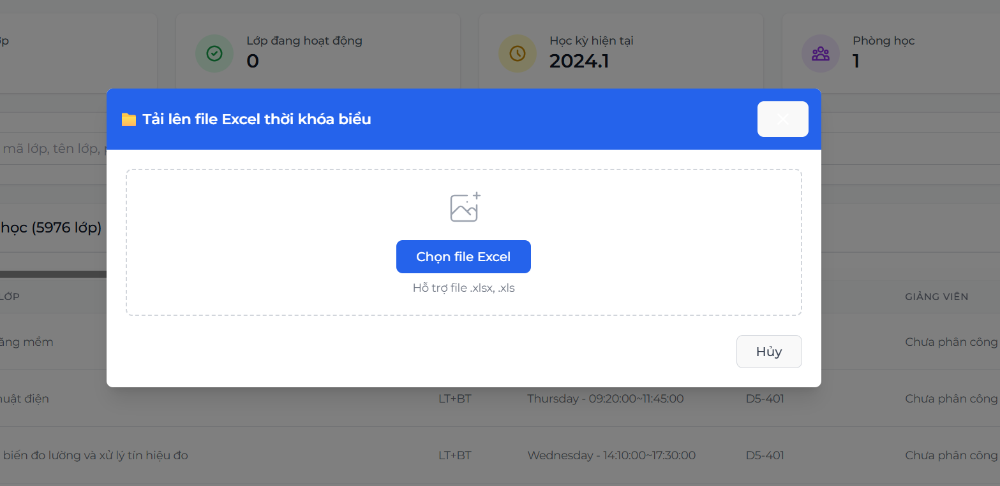 Lớp đang hoạt động
0
Học kỳ hiện tại
2024.1
Phòng học
1
Tải lên file Excel thời khóa biểu
mã lớp, tên lớp,
Chọn file Excel
Hỗ trợ file .xlsx, .xls
học (5976 lớp)
LỚP
GIẢNG VIÊN
mềm
Chưa phân công
Hủy
điện
LT+BT
Thursday - 09:20:00~11:45:00
D5-401
Chưa phân công
biến đo lường và xử lý tín hiệu đo
LT+BT
Wednesday - 14:10:00~17:30:00
D5-401
Chưa phân công